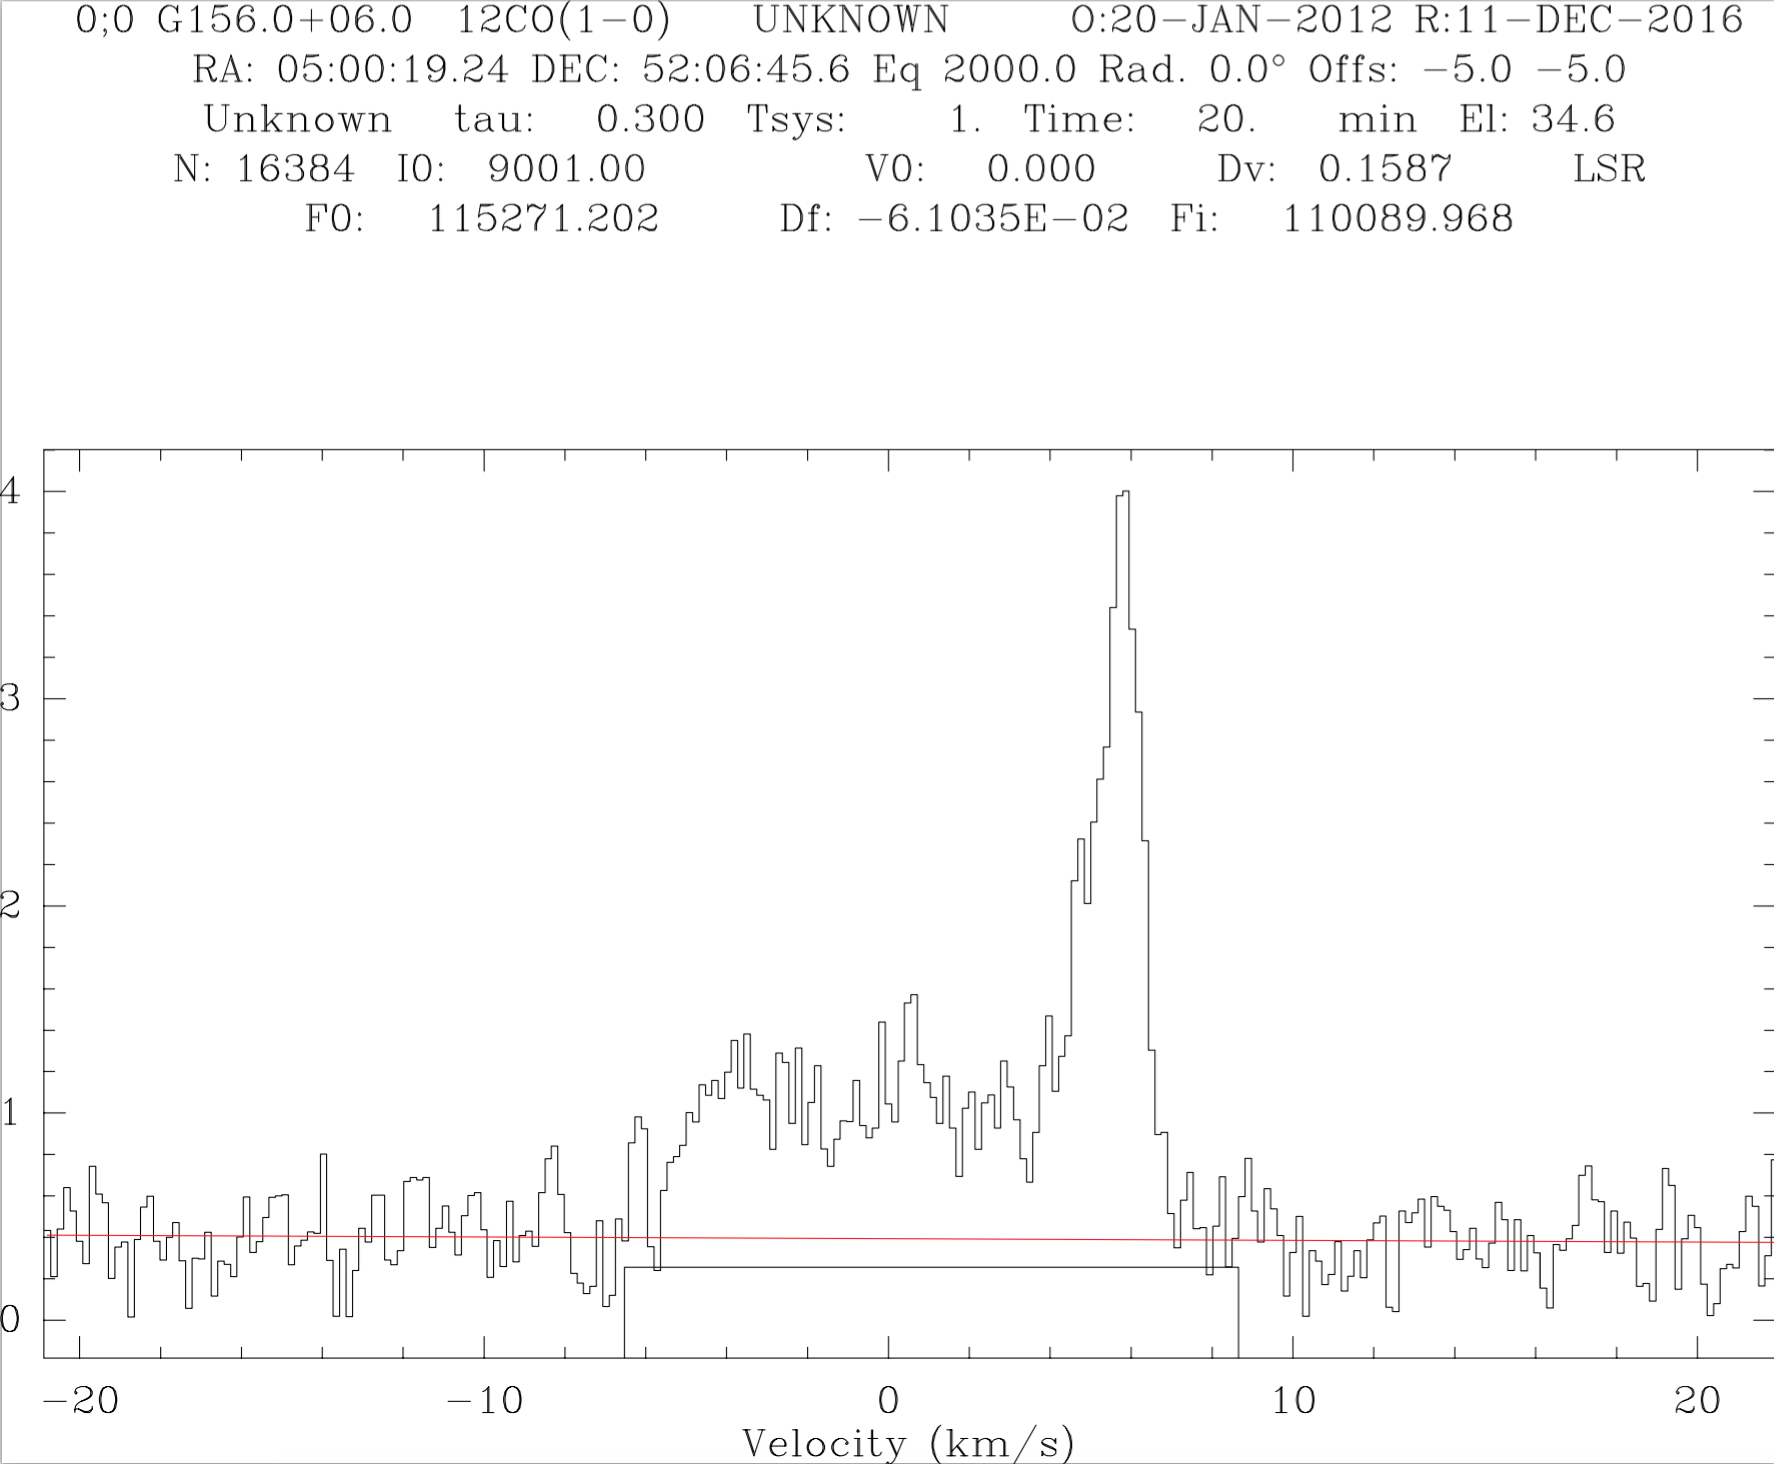 0;0 G156.0+06.0 12CO(1-0) UNKNOWN O:20-JAN-2012 R:11-DEC-2016
RA: 05:00:19.24 DEC: 52:06:45.6 Eq 2000.0 Rad. 0.0° Offs: -5.0 -5.0
Unknown tau: 0.300 Tsys: 1. Time: 20. min El: 34.6
N: 16384 I0: 9001.00 V0: 0.000 Dv: 0.1587 LSR
F0: 115271.202 Df: -6.1035E-02 Fi: 110089.968
4
3
2
1
0
-20 -10 0 10 20
Velocity (km/s)